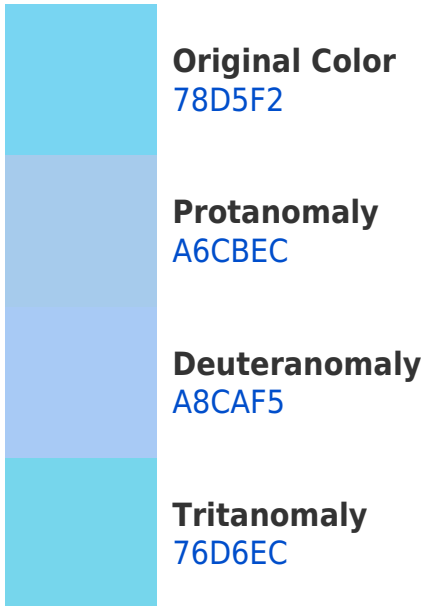 Original Color
78D5F2
Protanomaly
A6CBEC
Deuteranomaly
A8CAF5
Tritanomaly
76D6EC